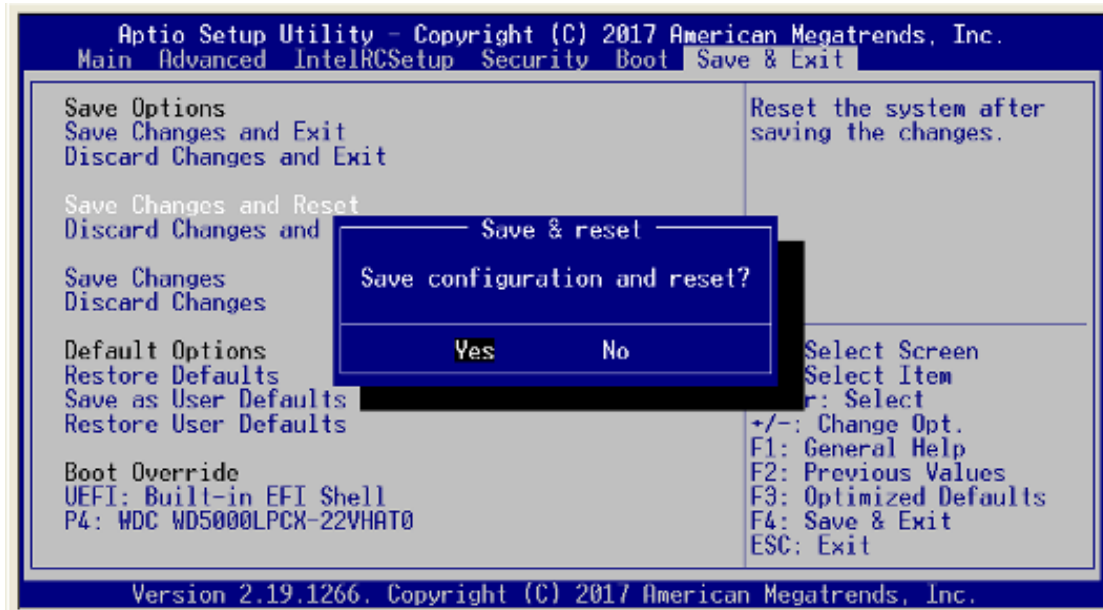 Aptio Setup Utility - Copyright (C) 2017 American Megatrends, Inc.
Main Advanced IntelRCSetup Security Boot Save & Exit
Save Options
Save Changes and Exit
Discard Changes and Exit
Save Changes and Reset
Discard Changes and
Save Changes
Discard Changes
Default Options
Restore Defaults
Save as User Defaults
Restore User Defaults
Boot Override
UEFI: Built-in EFI Shell
P4: WDC WD5000LPCX-22VHAT0
Save & reset
Save configuration and reset?
Yes No
Reset the system after
saving the changes.
Select Screen
Select Item
r: Select
+/-: Change Opt.
F1: General Help
F2: Previous Values
F3: Optimized Defaults
F4: Save & Exit
ESC: Exit
Version 2.19.1266. Copyright (C) 2017 American Megatrends, Inc.